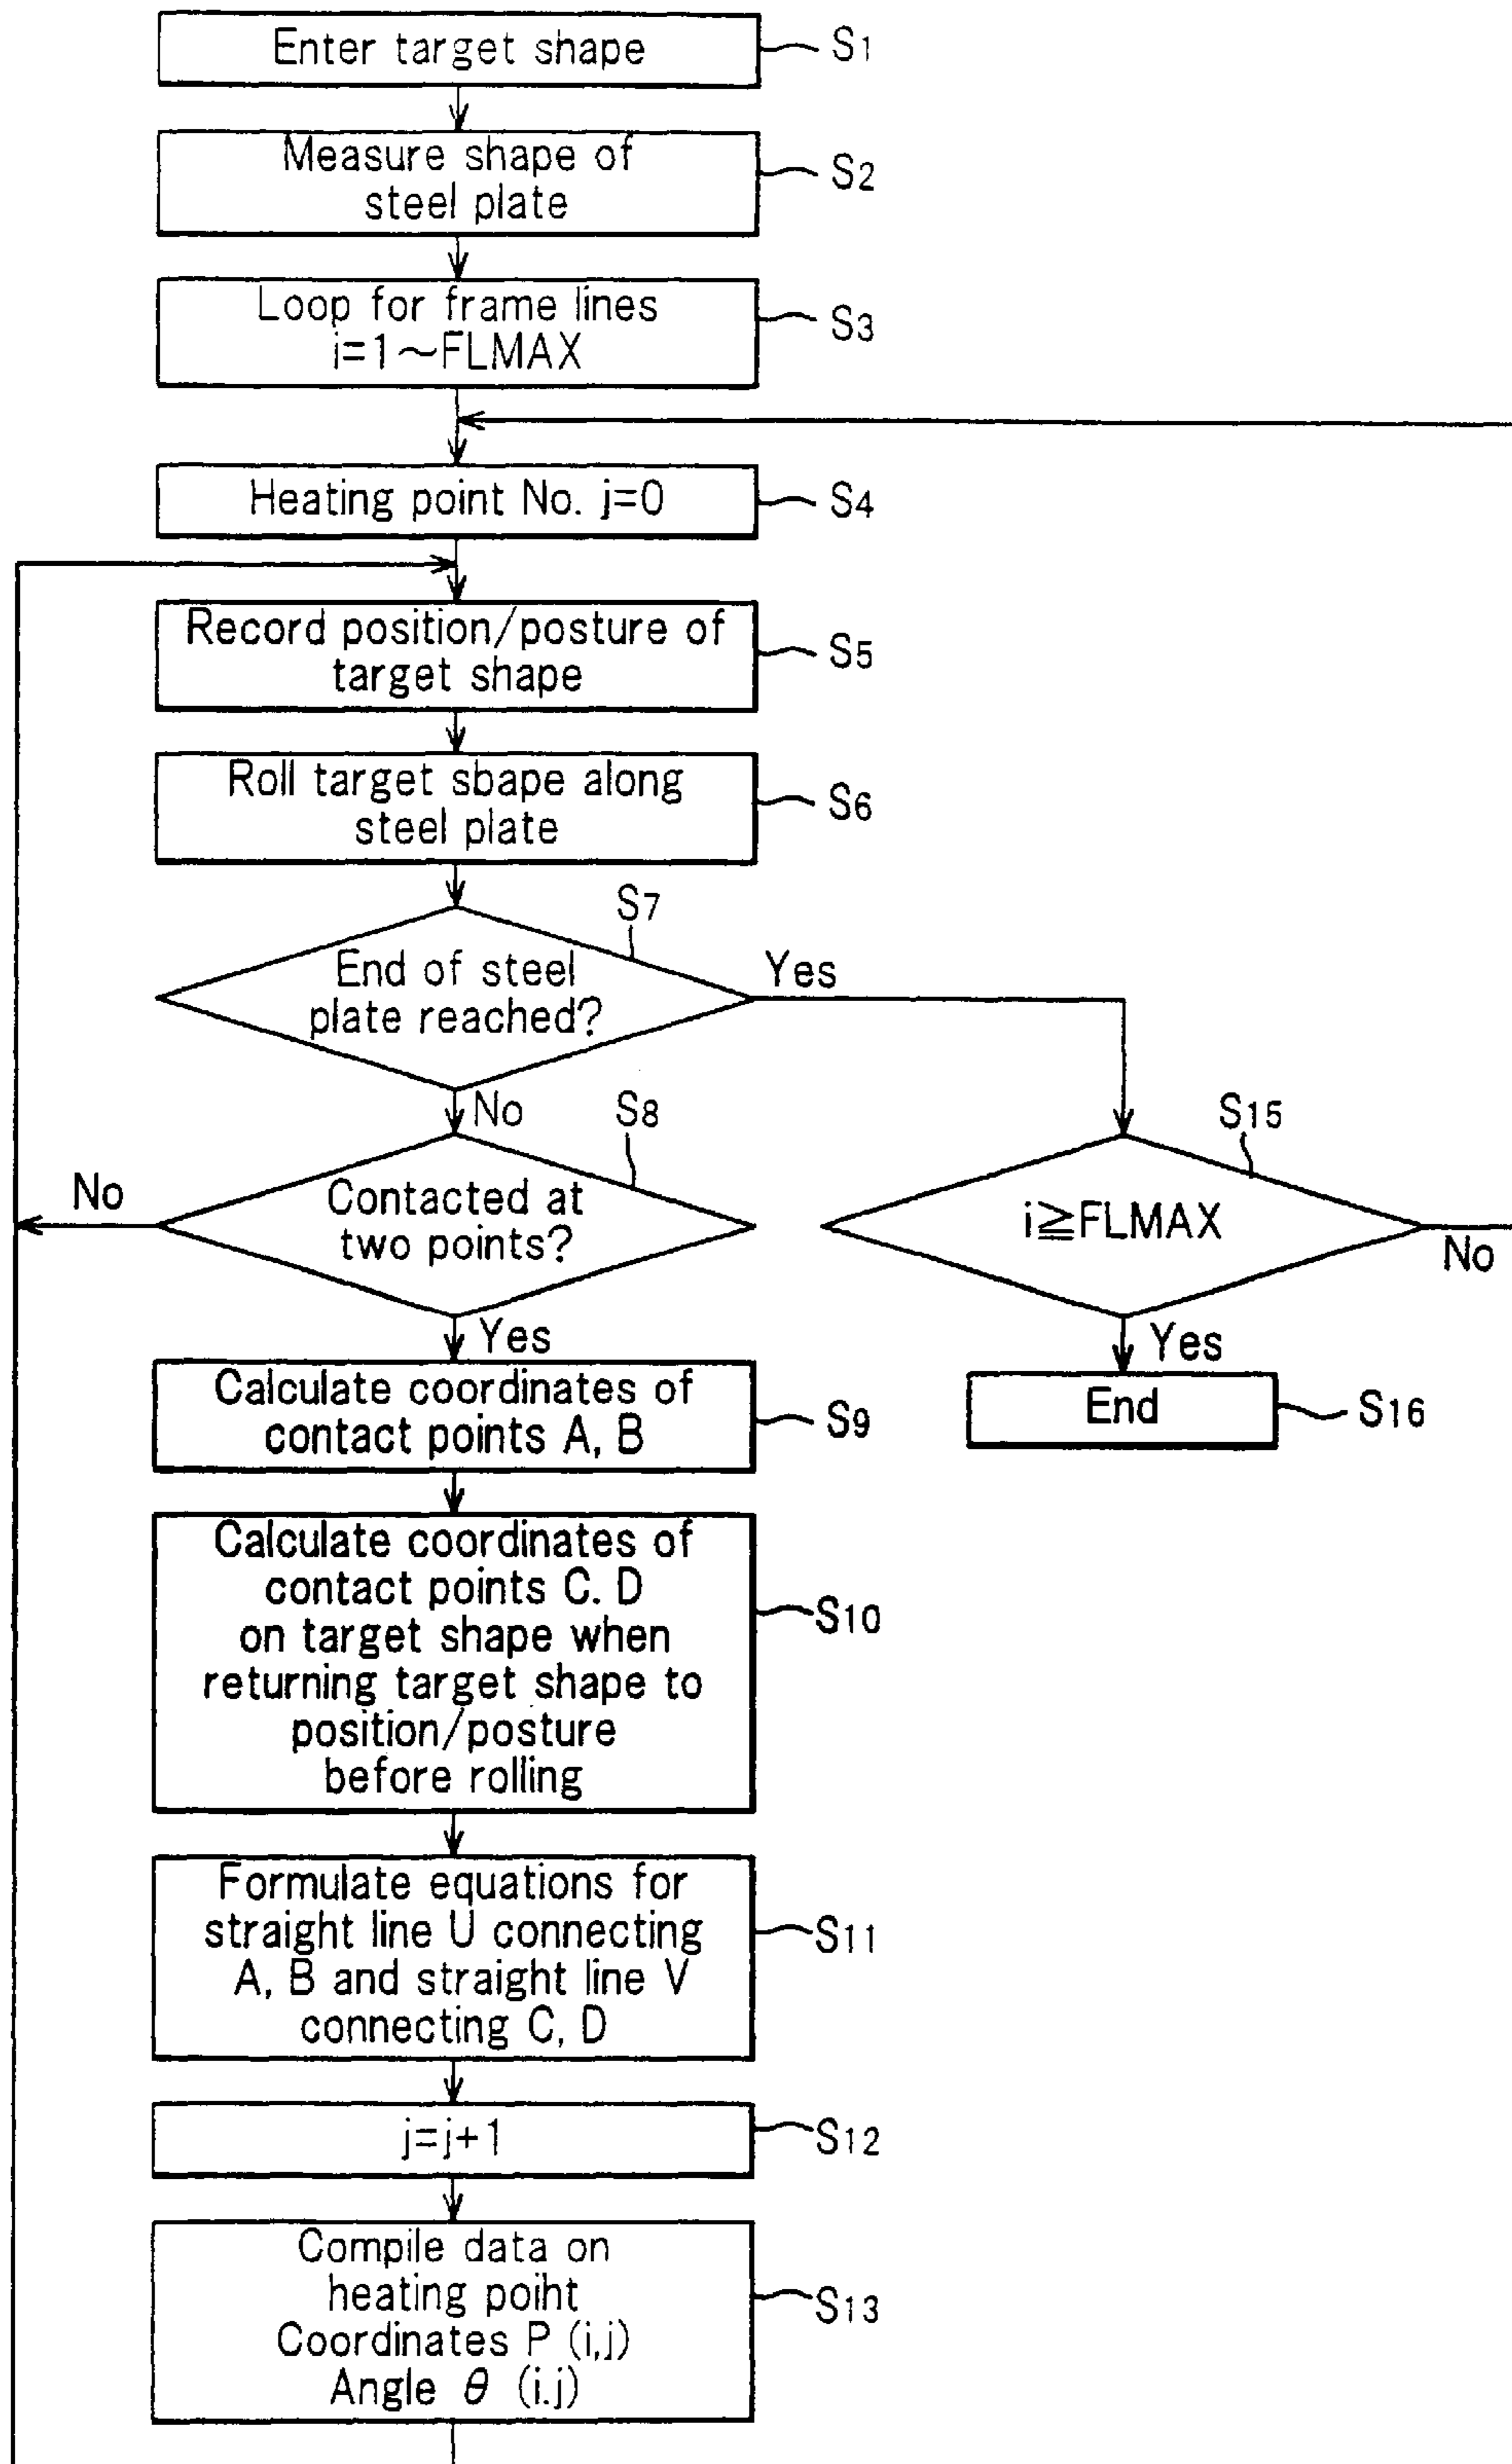 Enter target shape
S1
Measure shape of
steel plate
S2
Loop for frame lines
i=1~FLMAX
S3
Heating point No. j=0
S4
Record position/posture of
target shape
S5
Roll target sbape along
steel plate
S6
S7
End of steel
plate reached?
Yes
No
S8
Contacted at
two points?
No
Yes
S15
i≧FLMAX
No
Yes
End
S16
Calculate coordinates of
contact points A, B
S9
Calculate coordinates of
contact points C. D
on target shape when
returning target shape to
position/posture
before rolling
S10
Formulate equations for
straight line U connecting
A, B and straight line V
connecting C, D
S11
j=j+1
S12
Compile data on
heating poiht
Coordinates P (i,j)
Angle θ (i.j)
S13